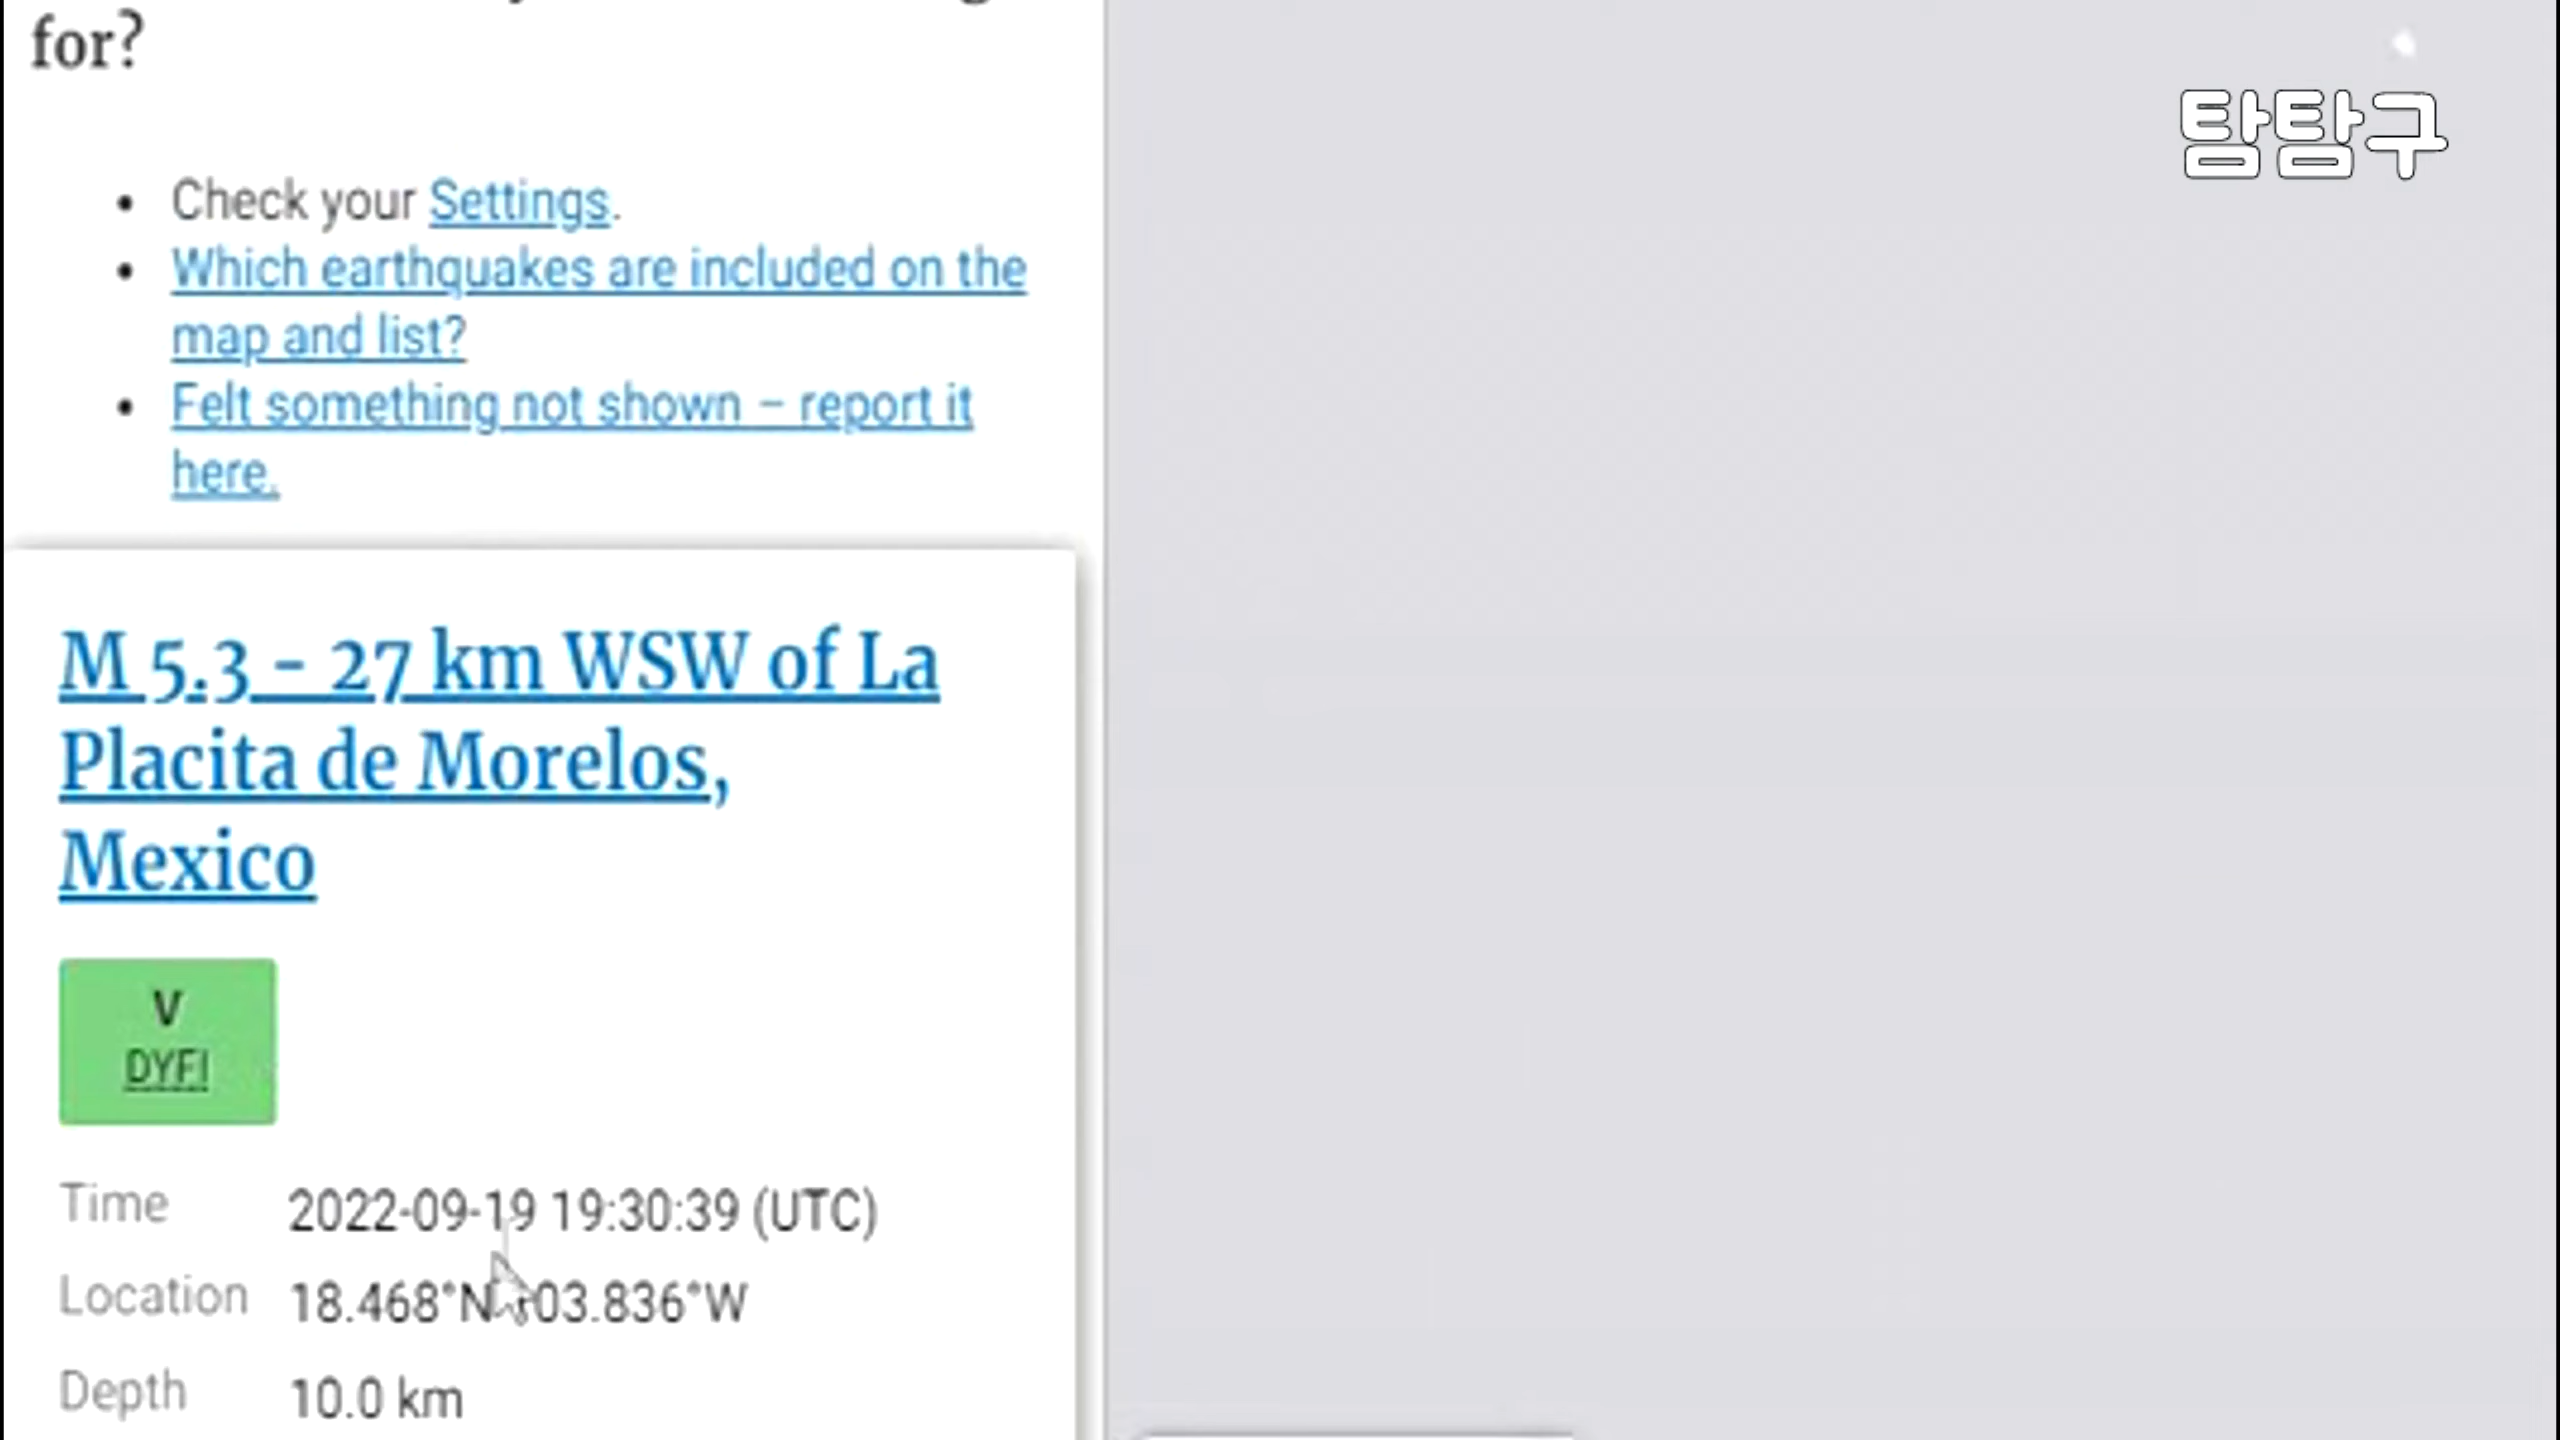 for?
탐탐구
• Check your Settings.
• Which earthquakes are included on the
map and list?
• Felt something not shown – report it
here.
M 5.3 - 27 km WSW of La
Placita de Morelos,
Mexico
V
DYFI
Time 2022-09-19 19:30:39 (UTC)
Location 18.468°N 103.836°W
Depth 10.0 km